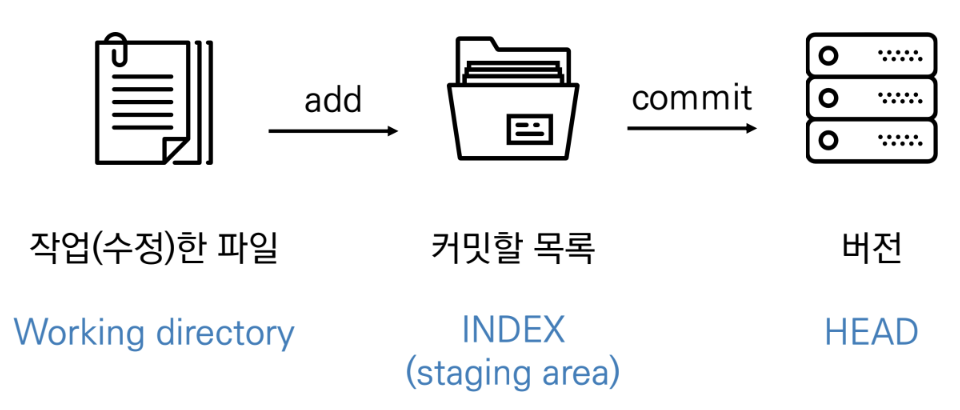 add
commit
작업(수정)한 파일
커밋할 목록
버전
Working directory
INDEX
(staging area)
HEAD